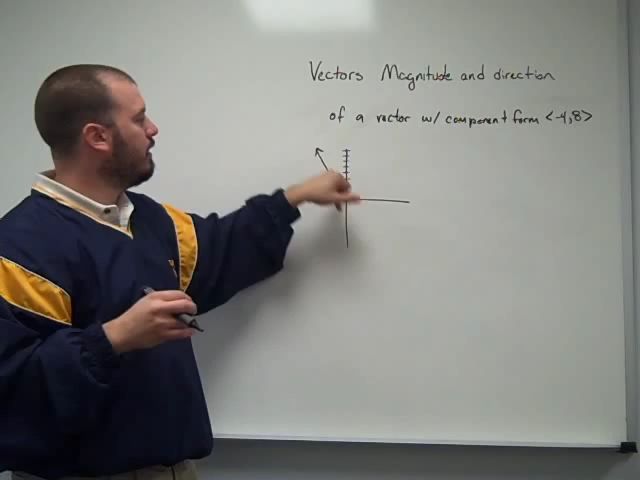 Vectors Magnitude and direction
of a vector w/ component form <-4,8>